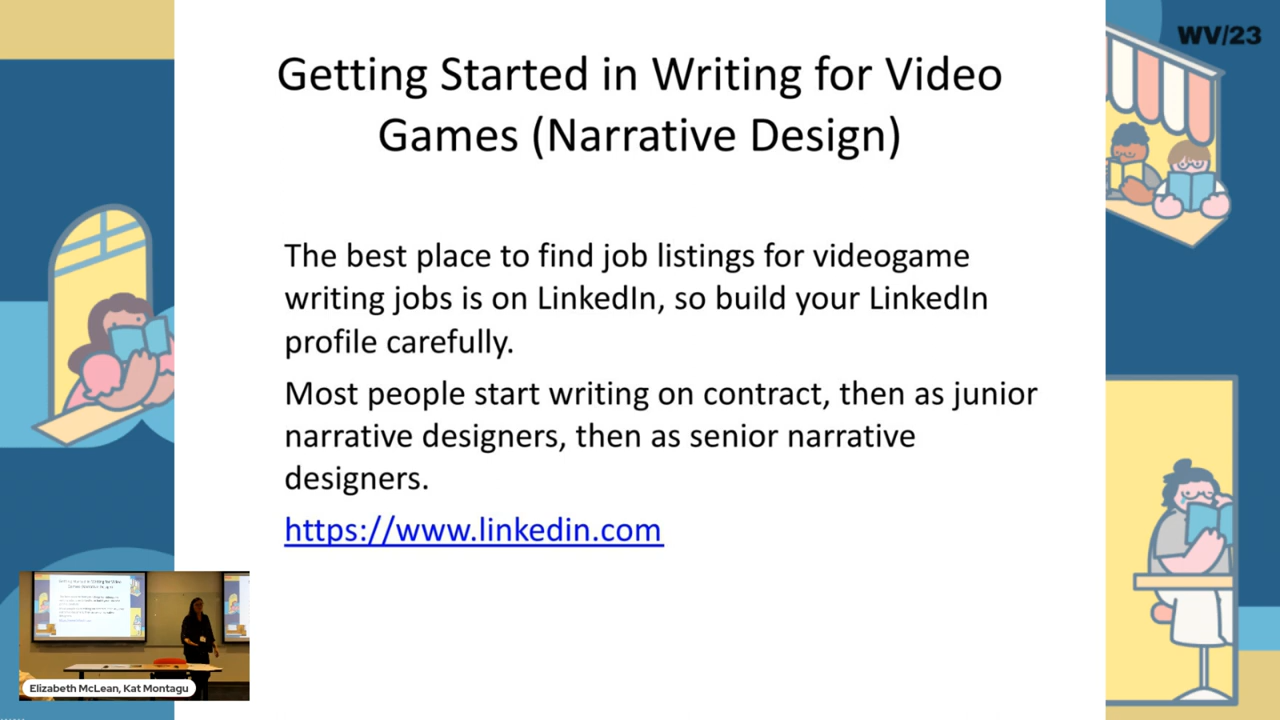 WV/23
Getting Started in Writing for Video
Games (Narrative Design)
The best place to find job listings for videogame
writing jobs is on LinkedIn, so build your LinkedIn
profile carefully.
Most people start writing on contract, then as junior
narrative designers, then as senior narrative
designers.
https://www.linkedin.com
Elizabeth McLean, Kat Montagu